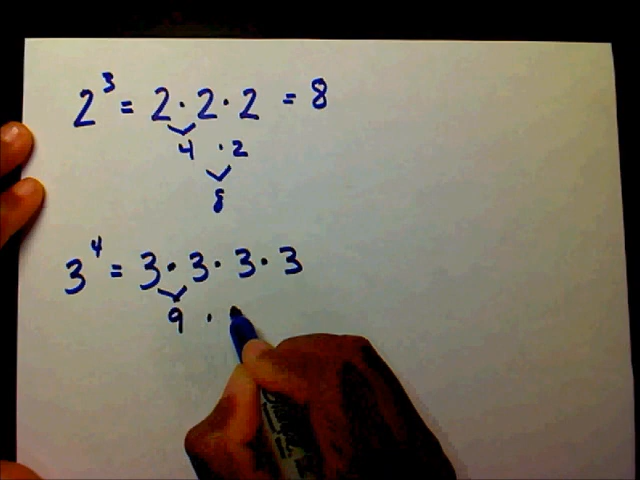 2³ = 2 · 2 · 2 = 8
4 · 2
8
3⁴ = 3 · 3 · 3 · 3
9 ·